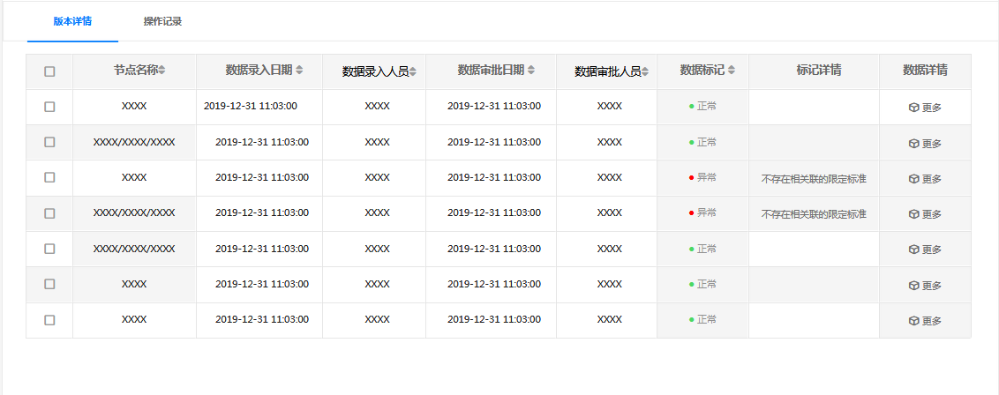 版本详情 操作记录
节点名称 数据录入日期 数据录入人员 数据审批日期 数据审批人员 数据标记 标记详情 数据详情
XXXX 2019-12-31 11:03:00 XXXX 2019-12-31 11:03:00 XXXX 正常 更多
XXXX/XXXX/XXXX 2019-12-31 11:03:00 XXXX 2019-12-31 11:03:00 XXXX 正常 更多
XXXX 2019-12-31 11:03:00 XXXX 2019-12-31 11:03:00 XXXX 异常 不存在相关联的限定标准 更多
XXXX/XXXX/XXXX 2019-12-31 11:03:00 XXXX 2019-12-31 11:03:00 XXXX 异常 不存在相关联的限定标准 更多
XXXX/XXXX/XXXX 2019-12-31 11:03:00 XXXX 2019-12-31 11:03:00 XXXX 正常 更多
XXXX 2019-12-31 11:03:00 XXXX 2019-12-31 11:03:00 XXXX 正常 更多
XXXX 2019-12-31 11:03:00 XXXX 2019-12-31 11:03:00 XXXX 正常 更多